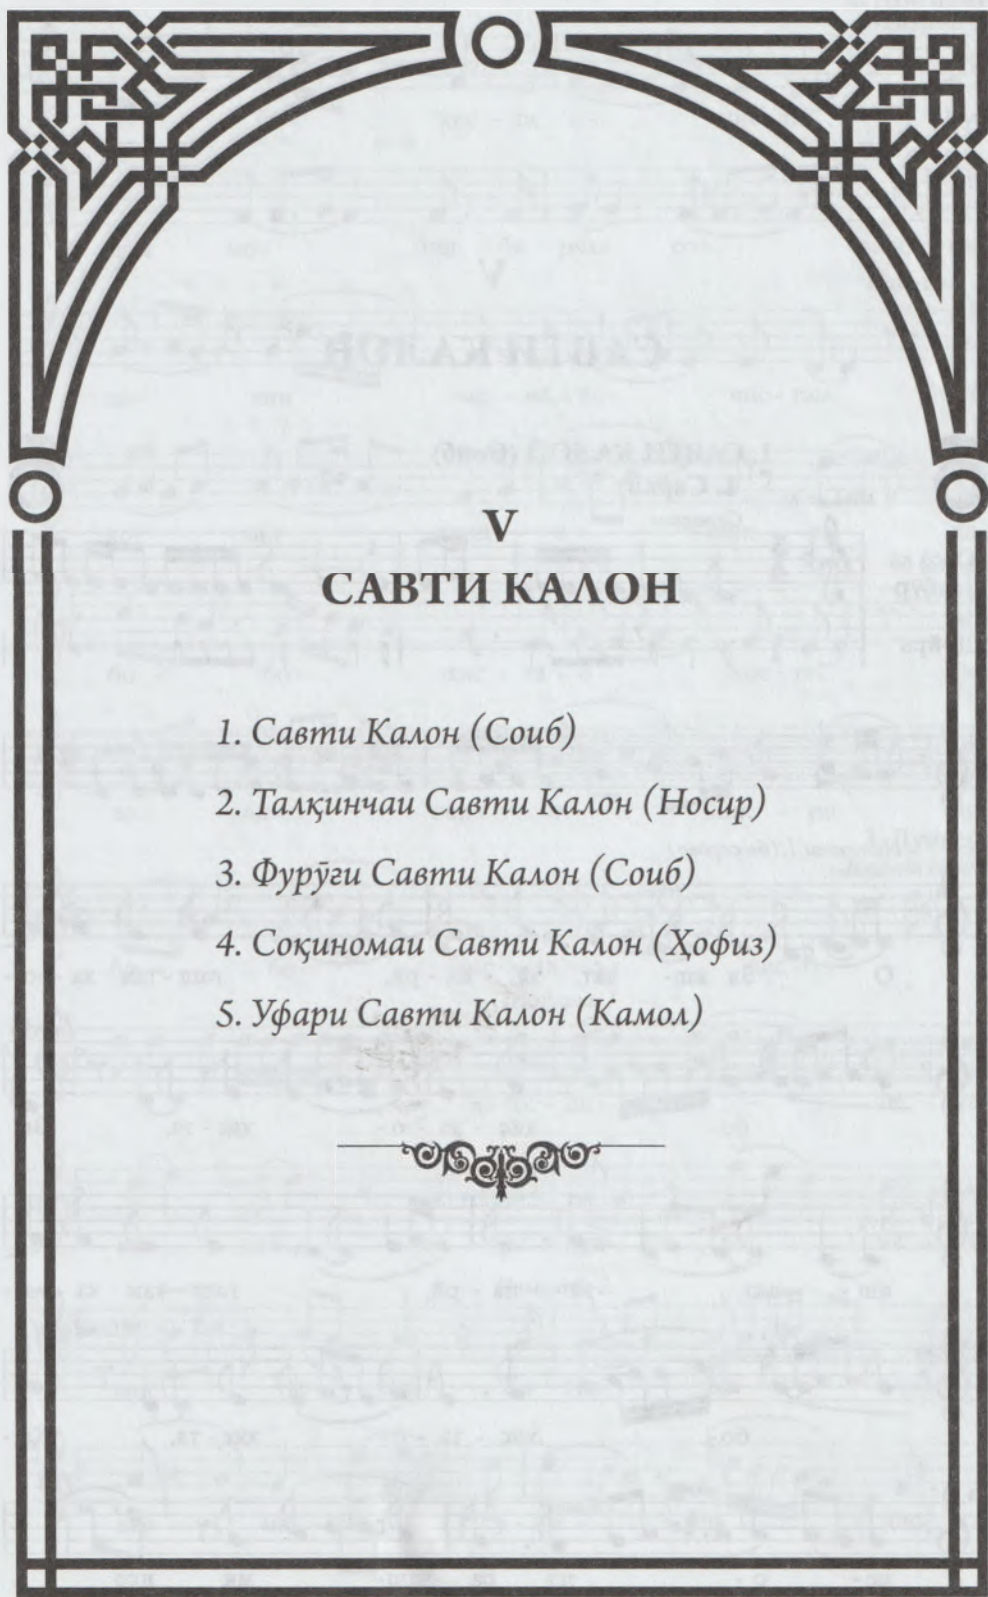 V
САВТИ КАЛОН
1. Савти Калон (Соиб)
2. Талқинчаи Савти Калон (Носир)
3. Фурӯғи Савти Калон (Соиб)
4. Соқиномаи Савти Калон (Ҳофиз)
5. Уфари Савти Калон (Камол)